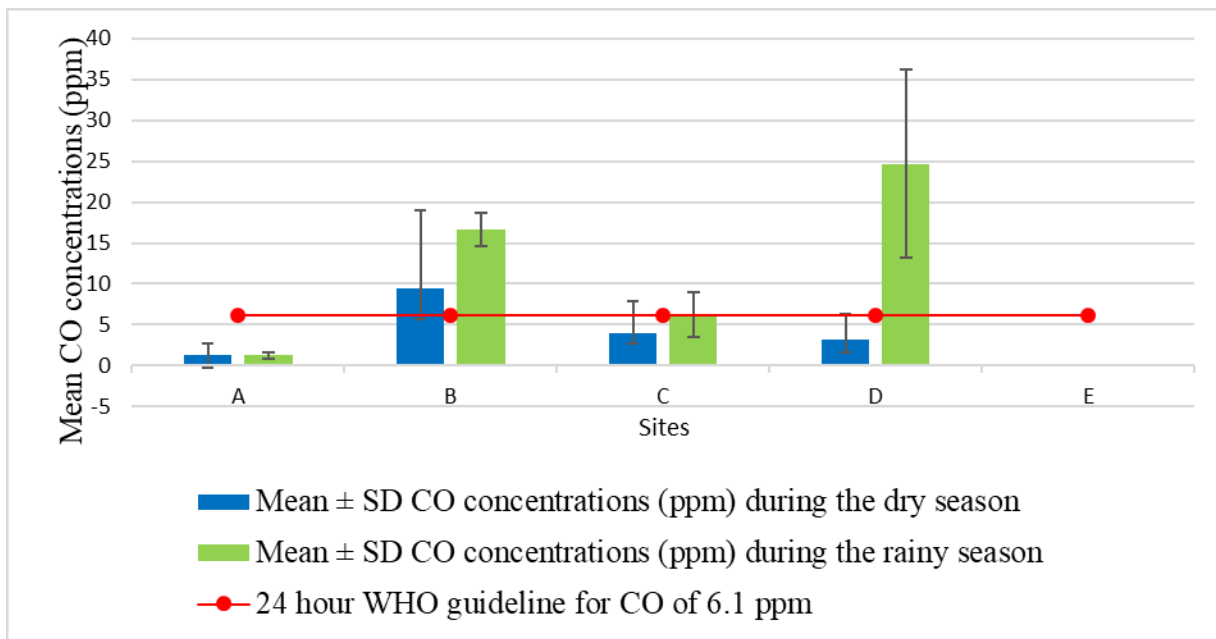 Mean CO concentrations (ppm)
40
35
30
25
20
15
10
5
0
-5
A B C D E
Sites
Mean ± SD CO concentrations (ppm) during the dry season
Mean ± SD CO concentrations (ppm) during the rainy season
24 hour WHO guideline for CO of 6.1 ppm